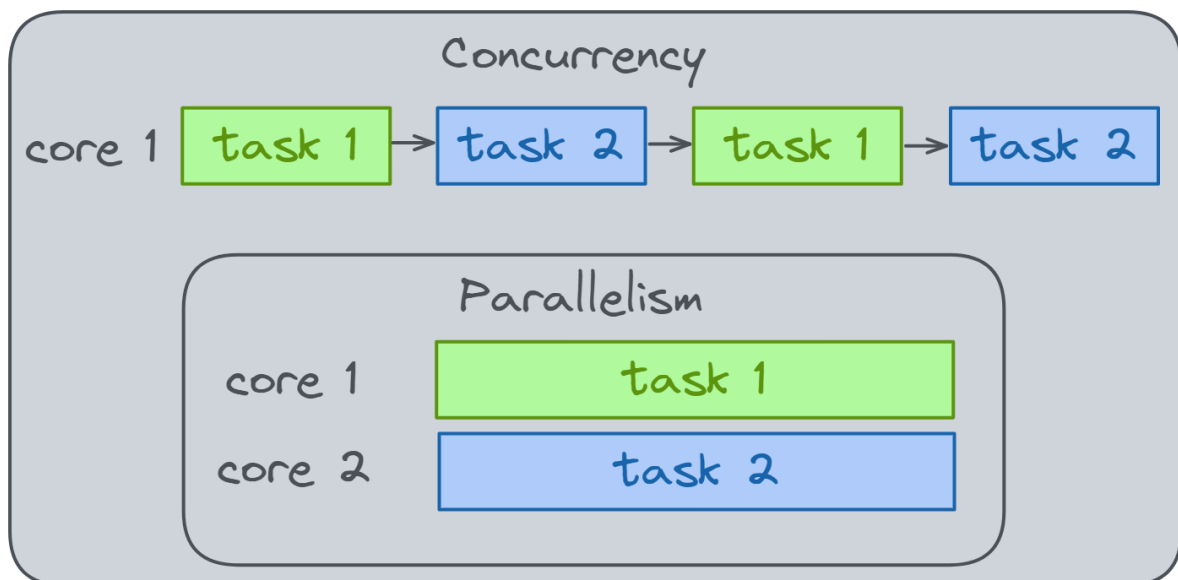 Concurrency
core 1 task 1 task 2 task 1 task 2
Parallelism
core 1 task 1
core 2 task 2